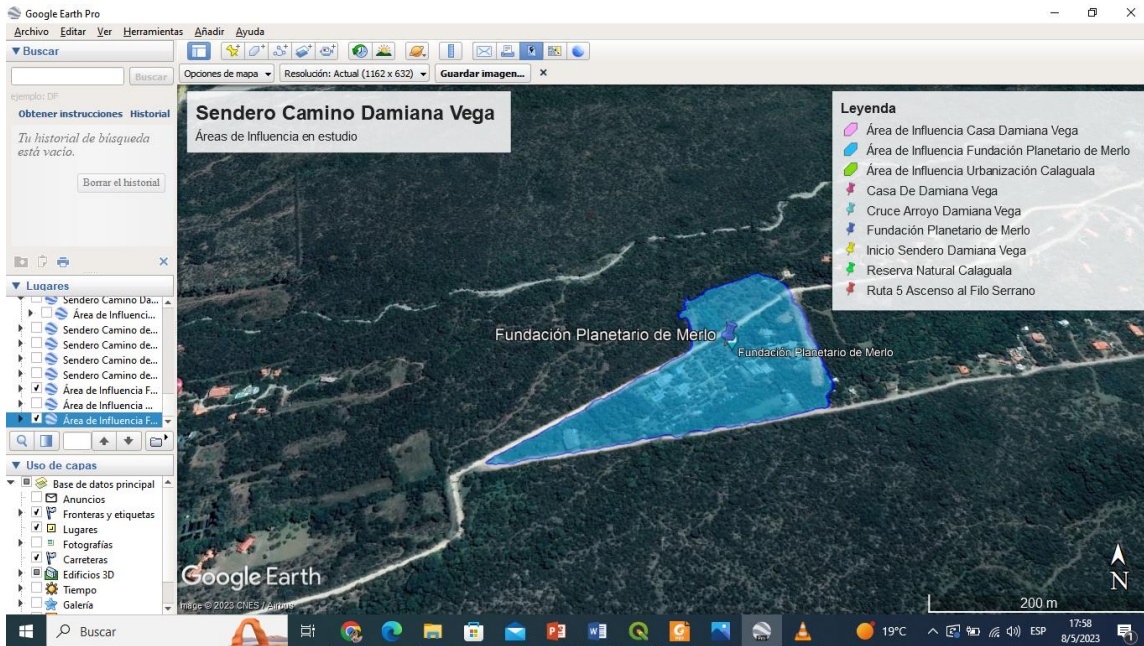 Google Earth Pro
Archivo Editar Ver Herramientas Añadir Ayuda
Buscar
Buscar
ejemplo: DF
Obtener instrucciones Historial
Tu historial de búsqueda
está vacío.
Borrar el historial
Lugares
Sendero Camino Da...
Área de Influenci...
Sendero Camino de...
Sendero Camino de...
Sendero Camino de...
Sendero Camino de...
Área de Influencia F...
Área de Influencia ...
Área de Influencia F...
Uso de capas
Base de datos principal
Anuncios
Fronteras y etiquetas
Lugares
Fotografías
Carreteras
Edificios 3D
Tiempo
Galería
Opciones de mapa
Resolución: Actual (1162 x 632)
Guardar imagen...
Sendero Camino Damiana Vega
Áreas de Influencia en estudio
Leyenda
Área de Influencia Casa Damiana Vega
Área de Influencia Fundación Planetario de Merlo
Área de Influencia Urbanización Calaguala
Casa De Damiana Vega
Cruce Arroyo Damiana Vega
Fundación Planetario de Merlo
Inicio Sendero Damiana Vega
Reserva Natural Calaguala
Ruta 5 Ascenso al Filo Serrano
Fundación Planetario de Merlo
Fundación Planetario de Merlo
Google Earth
Image © 2023 CNES / Airbus
N
200 m
Buscar
19°C
ESP
17:58
8/5/2023